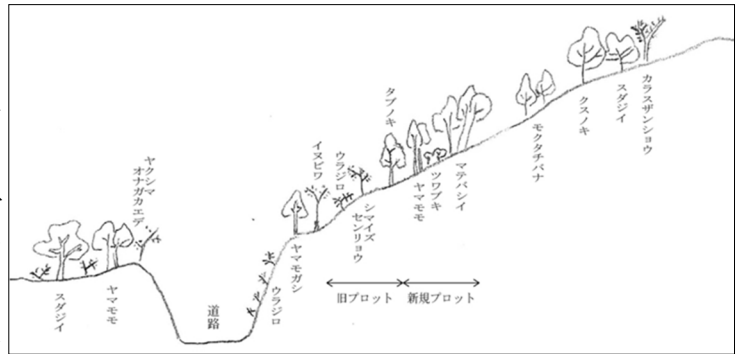 スダジイ
ヤマモモ
ヤクシマ
オナガカエデ
道路
ウラジロ
ヤマモガシ
イヌビワ
ウラジロ
シマイズ
センリョウ
タブノキ
ヤマモモ
ツワブキ
マテバシイ
モクタチバナ
クスノキ
スダジイ
カラスザンショウ
旧プロット
新規プロット